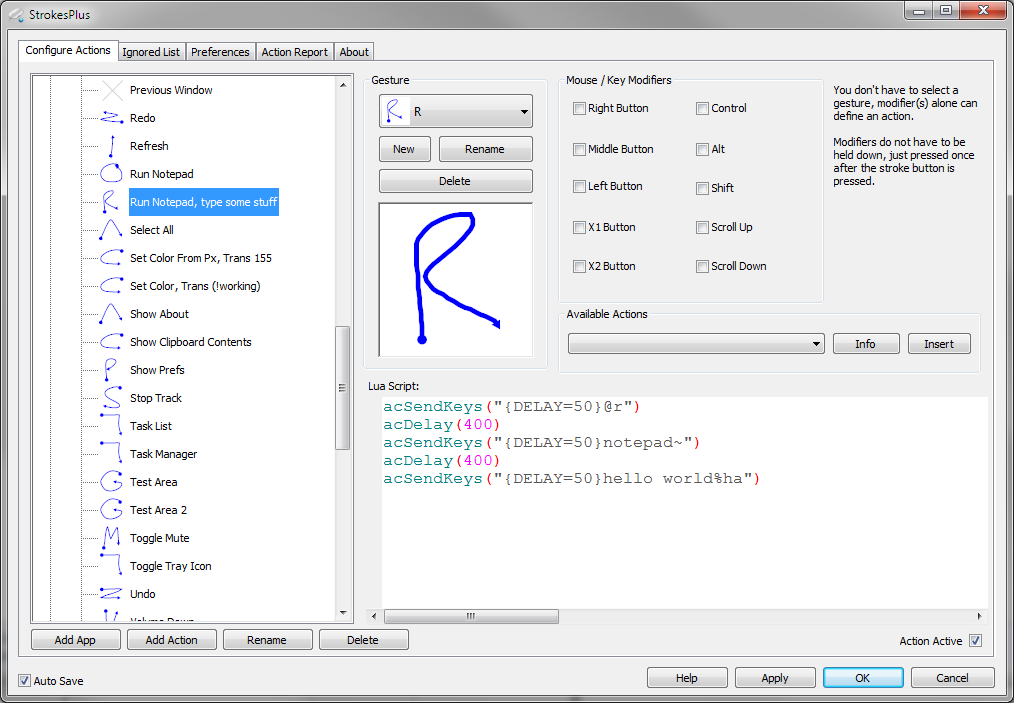 StrokesPlus
Configure Actions
Ignored List
Preferences
Action Report
About
Previous Window
Redo
Refresh
Run Notepad
Run Notepad, type some stuff
Select All
Set Color From Px, Trans 155
Set Color, Trans (!working)
Show About
Show Clipboard Contents
Show Prefs
Stop Track
Task List
Task Manager
Test Area
Test Area 2
Toggle Mute
Toggle Tray Icon
Undo
Add App
Add Action
Rename
Delete
Gesture
R
New
Rename
Delete
Mouse / Key Modifiers
Right Button
Control
Middle Button
Alt
Left Button
Shift
X1 Button
Scroll Up
X2 Button
Scroll Down
You don't have to select a
gesture, modifier(s) alone can
define an action.
Modifiers do not have to be
held down, just pressed once
after the stroke button is
pressed.
Available Actions
Info
Insert
Lua Script:
acSendKeys("{DELAY=50}@r")
acDelay(400)
acSendKeys("{DELAY=50}notepad~")
acDelay(400)
acSendKeys("{DELAY=50}hello world%ha")
Action Active
Auto Save
Help
Apply
OK
Cancel